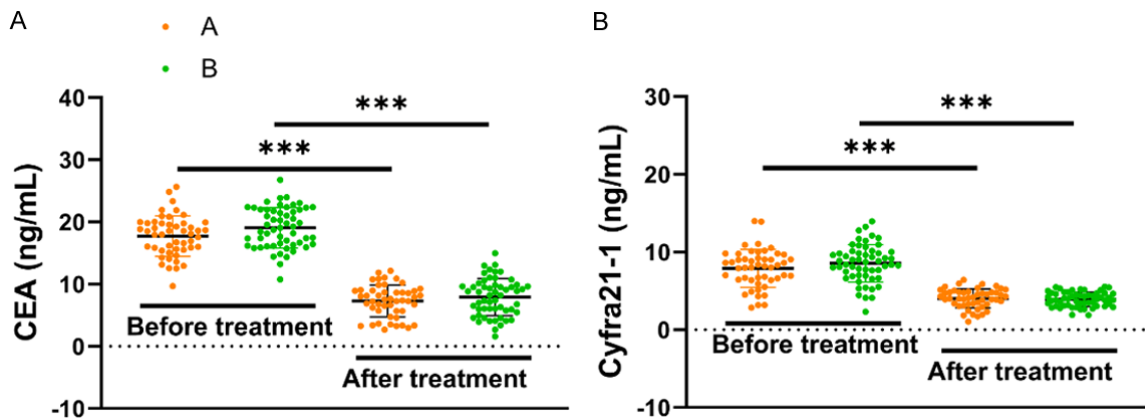 A
B
A
B
CEA (ng/mL)
40
30
20
10
0
-10
***
***
Before treatment
After treatment
Cyfra21-1 (ng/mL)
30
20
10
0
-10
***
***
Before treatment
After treatment